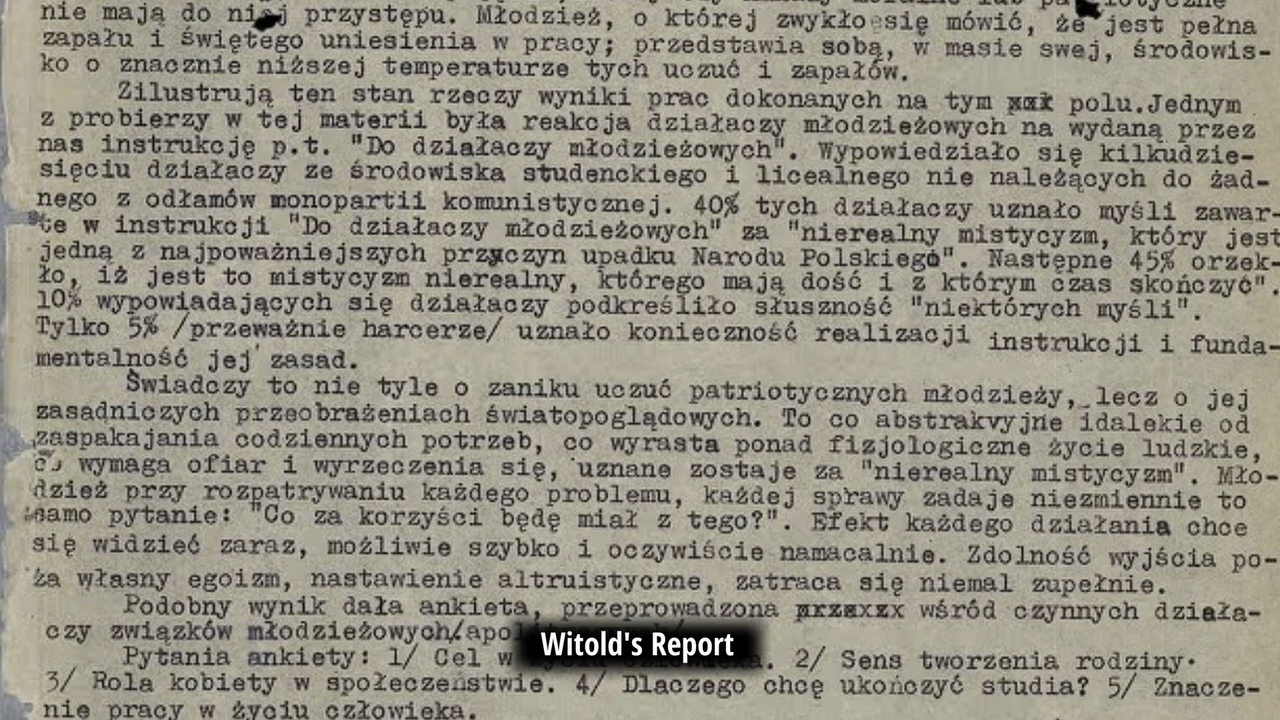 nie mają do niej przystępu. Młodzież, o której zwykło się mówić, że jest pełna
zapału i świętego uniesienia w pracy; przedstawia sobą, w masie swej, środowis-
ko o znacznie niższej temperaturze tych uczuć i zapałów.
Zilustrują ten stan rzeczy wyniki prac dokonanych na tym xxx polu.Jednym
z probierzy w tej materii była reakcja działaczy młodzieżowych na wydaną przez
nas instrukcję p.t. "Do działaczy młodzieżowych". Wypowiedziało się kilkudzie-
sięciu działaczy ze środowiska studenckiego i licealnego nie należących do żad-
nego z odłamów monopartii komunistycznej. 40% tych działaczy uznało myśli zawar-
te w instrukcji "Do działaczy młodzieżowych" za "nierealny mistycyzm, który jest
jedną z najpoważniejszych przyczyn upadku Narodu Polskiego". Następne 45% orzek-
ło, iż jest to mistycyzm nierealny, którego mają dość i z którym czas skończyć".
10% wypowiadających się działaczy podkreśliło słuszność "niektórych myśli".
Tylko 5% /przeważnie harcerze/ uznało konieczność realizacji instrukcji i funda-
mentalność jej zasad.
Świadczy to nie tyle o zaniku uczuć patriotycznych młodzieży, lecz o jej
zasadniczych przeobrażeniach światopoglądowych. To co abstrakvyjne idalekie od
zaspakajania codziennych potrzeb, co wyrasta ponad fizjologiczne życie ludzkie,
co wymaga ofiar i wyrzeczenia się, uznane zostaje za "nierealny mistycyzm". Mło-
dzież przy rozpatrywaniu każdego problemu, każdej sprawy zadaje niezmiennie to
samo pytanie: "Co za korzyści będę miał z tego?". Efekt każdego działania chce
się widzieć zaraz, możliwie szybko i oczywiście namacalnie. Zdolność wyjścia po-
za własny egoizm, nastawienie altruistyczne, zatraca się niemal zupełnie.
Podobny wynik dała ankieta, przeprowadzona przexxx wśród czynnych działa-
czy związków młodzieżowych/
Witold's Report
Pytania ankiety: 1/ Cel w 2/ Sens tworzenia rodziny.
3/ Rola kobiety w społeczeństwie. 4/ Dlaczego chcę ukończyć studia? 5/ Znacze-
nie pracy w życiu człowieka.